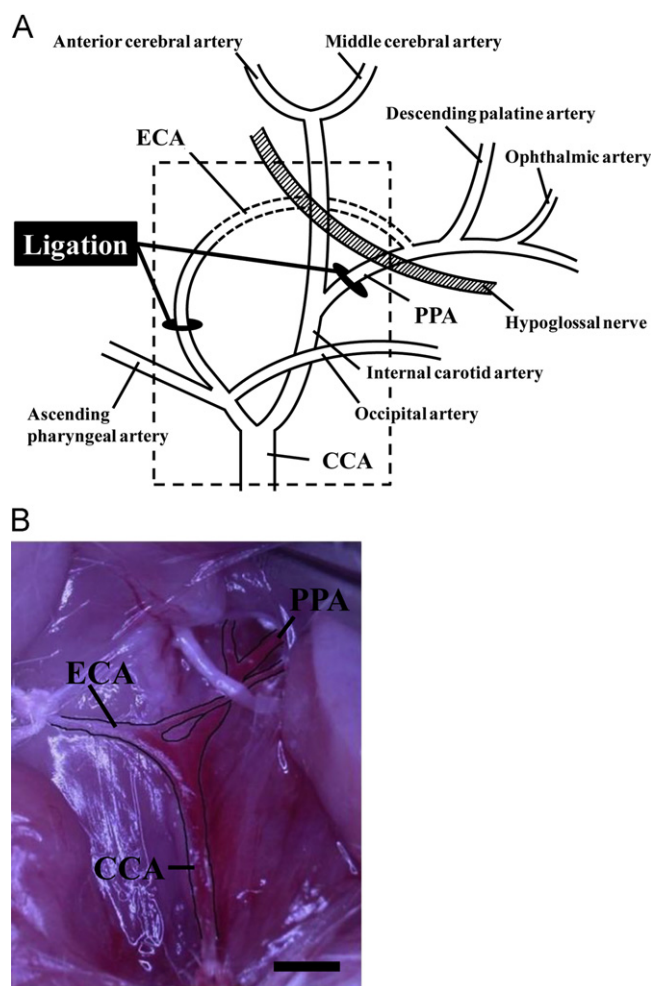 A
Anterior cerebral artery
Middle cerebral artery
Descending palatine artery
ECA
Ophthalmic artery
Ligation
PPA
Hypoglossal nerve
Internal carotid artery
Ascending
pharyngeal artery
Occipital artery
CCA
B
PPA
ECA
CCA